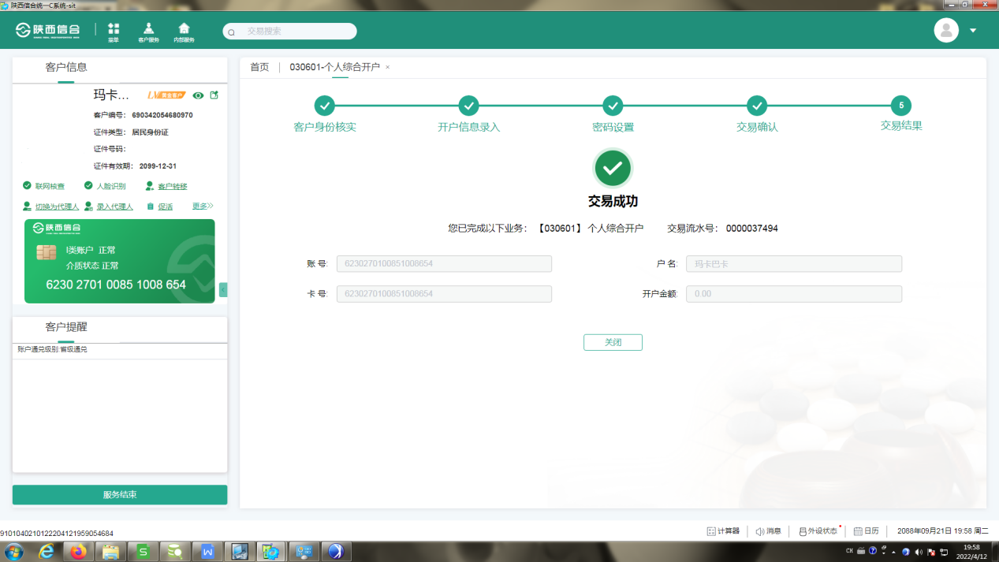 陕西信合统一C系统-sit
陕西信合
菜单
客户服务
内部服务
交易搜索
客户信息
玛卡...
LV黄金客户
客户编号： 690342054680970
证件类型： 居民身份证
证件号码：
证件有效期： 2099-12-31
联网核查 人脸识别 客户转移
切换为代理人 录入代理人 促活 更多
陕西信合
I类账户 正常
介质状态 正常
6230 2701 0085 1008 654
客户提醒
账户通兑级别 省级通兑
服务结束
首页
030601-个人综合开户 ×
客户身份核实
开户信息录入
密码设置
交易确认
5
交易结果
交易成功
您已完成以下业务： 【030601】 个人综合开户 交易流水号： 0000037494
账 号: 6230270100851008654
户 名: 玛卡巴卡
卡 号: 6230270100851008654
开户金额: 0.00
关闭
9101040210122204121959054684
计算器
消息
外设状态
日历
2088年09月21日 19:58 周二
CH
19:58
2022/4/12